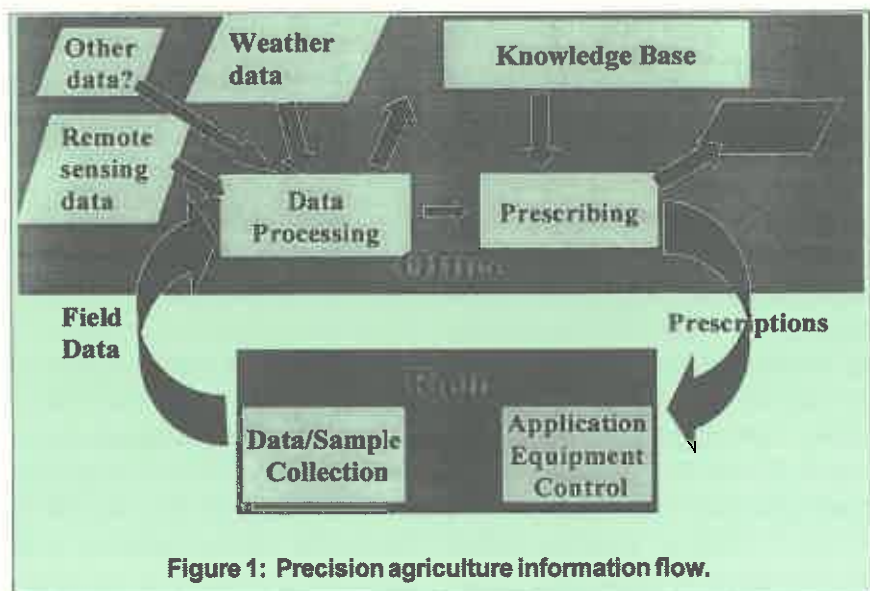 Other
data?
Weather
data
Knowledge Base
Remote
sensing
data
Data
Processing
Prescribing
Office
Field
Data
Prescriptions
Data/Sample
Collection
Application
Equipment
Control
Figure 1: Precision agriculture information flow.